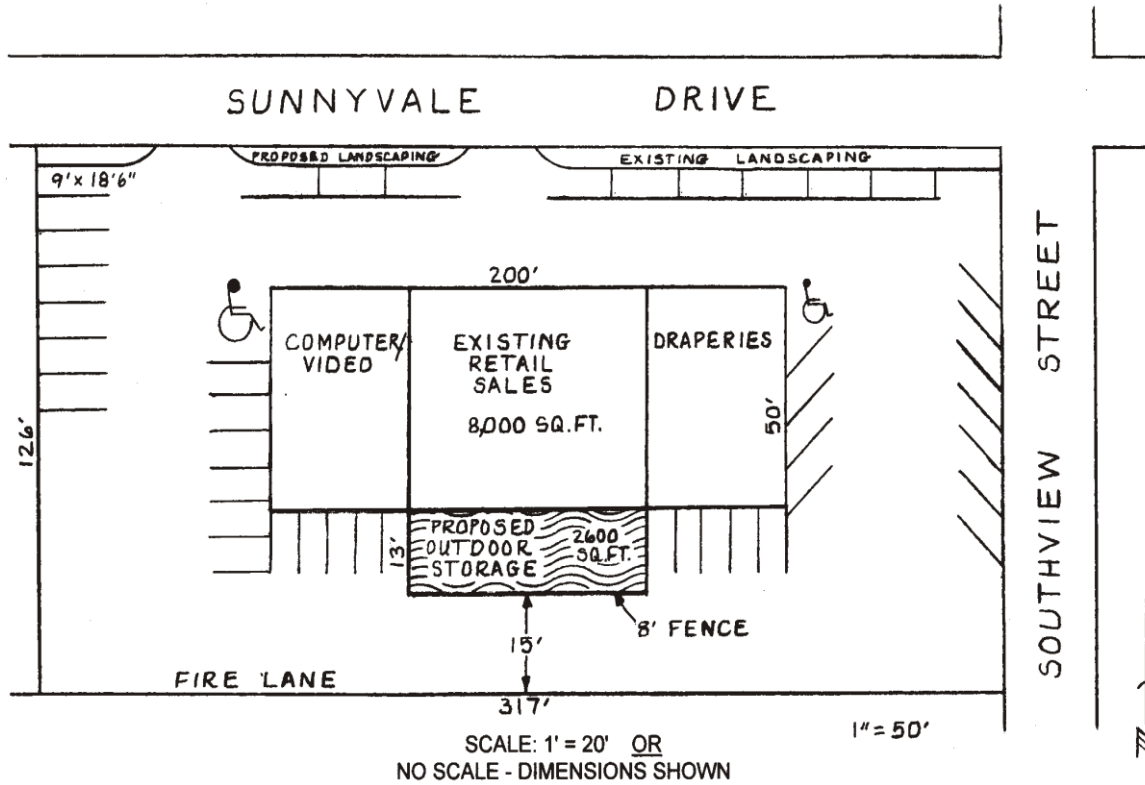 SUNNYVALE DRIVE
PROPOSED LANDSCAPING
EXISTING LANDSCAPING
9' x 18'6"
200'
COMPUTER/
VIDEO
EXISTING
RETAIL
SALES
8,000 SQ.FT.
DRAPERIES
50'
126'
SOUTHVIEW STREET
PROPOSED
OUTDOOR
STORAGE
2600
SQ.FT.
13'
8' FENCE
15'
FIRE LANE
317'
1" = 50'
SCALE: 1' = 20' OR
NO SCALE - DIMENSIONS SHOWN